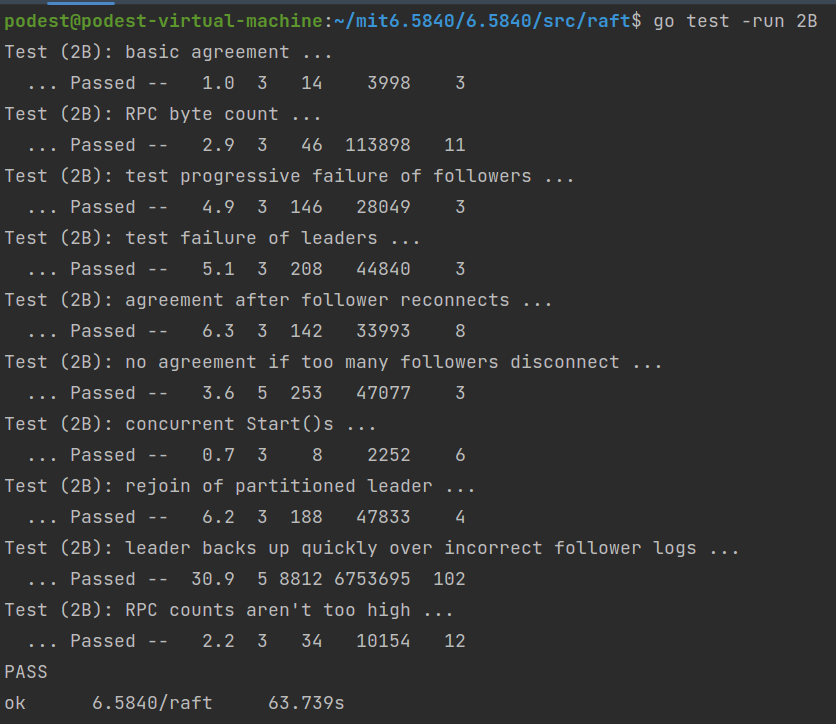 podest@podest-virtual-machine:~/mit6.5840/6.5840/src/raft$ go test -run 2B
Test (2B): basic agreement ...
  ... Passed --   1.0  3   14    3998    3
Test (2B): RPC byte count ...
  ... Passed --   2.9  3   46  113898   11
Test (2B): test progressive failure of followers ...
  ... Passed --   4.9  3  146   28049    3
Test (2B): test failure of leaders ...
  ... Passed --   5.1  3  208   44840    3
Test (2B): agreement after follower reconnects ...
  ... Passed --   6.3  3  142   33993    8
Test (2B): no agreement if too many followers disconnect ...
  ... Passed --   3.6  5  253   47077    3
Test (2B): concurrent Start()s ...
  ... Passed --   0.7  3    8    2252    6
Test (2B): rejoin of partitioned leader ...
  ... Passed --   6.2  3  188   47833    4
Test (2B): leader backs up quickly over incorrect follower logs ...
  ... Passed --  30.9  5 8812 6753695  102
Test (2B): RPC counts aren't too high ...
  ... Passed --   2.2  3   34   10154   12
PASS
ok      6.5840/raft     63.739s